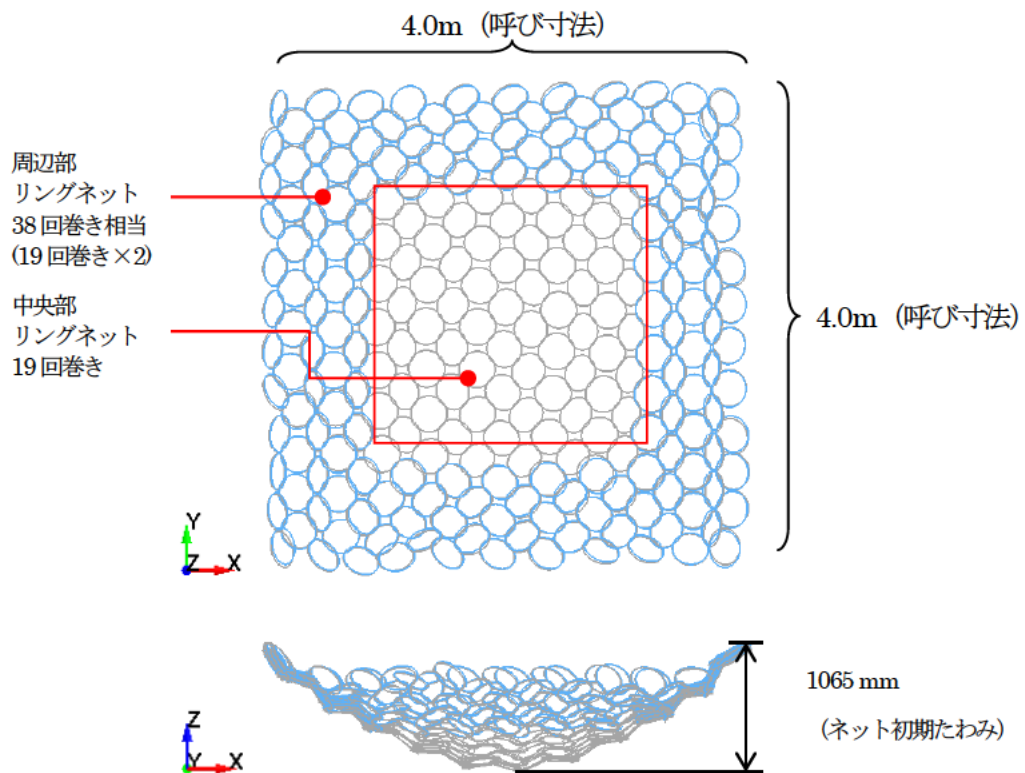 4.0m (呼び寸法)
周辺部
リングネット
38回巻き相当
(19回巻き×2)
中央部
リングネット
19回巻き
4.0m (呼び寸法)
Y
Z
X
1065 mm
(ネット初期たわみ)
Z
Y
X